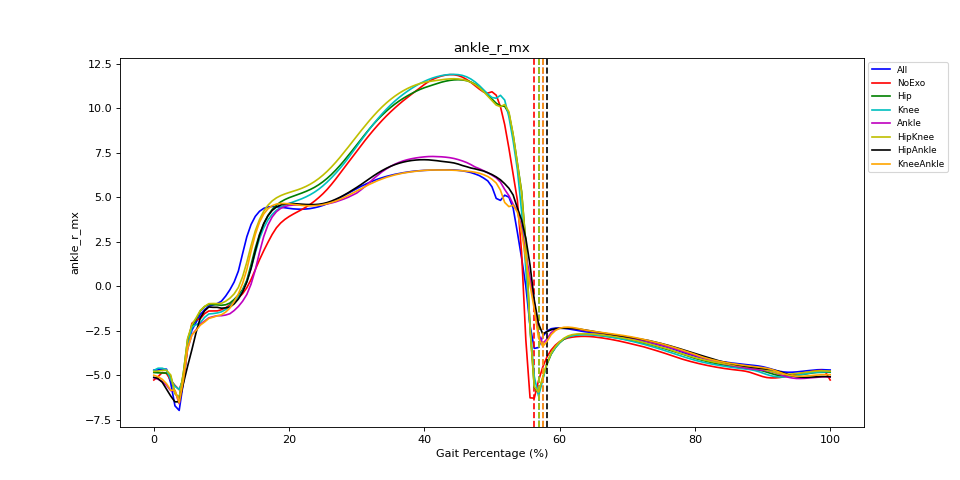 ankle_r_mx
12.5
10.0
7.5
5.0
2.5
0.0
−2.5
−5.0
−7.5
ankle_r_mx
0
20
40
60
80
100
Gait Percentage (%)
All
NoExo
Hip
Knee
Ankle
HipKnee
HipAnkle
KneeAnkle